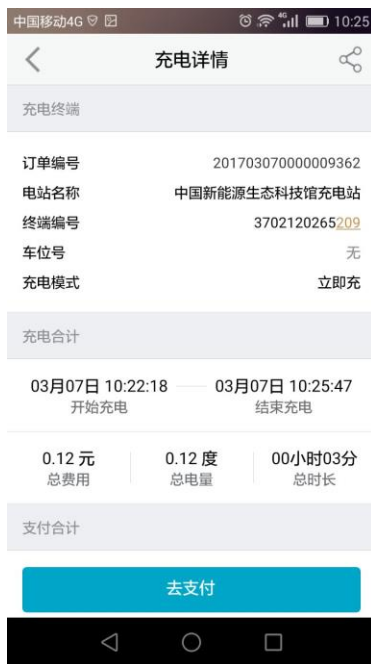 中国移动4G 10:25
充电详情
充电终端
订单编号 201703070000009362
电站名称 中国新能源生态科技馆充电站
终端编号 3702120265209
车位号 无
充电模式 立即充
充电合计
03月07日 10:22:18 03月07日 10:25:47
开始充电 结束充电
0.12 元 0.12 度 00小时03分
总费用 总电量 总时长
支付合计
去支付